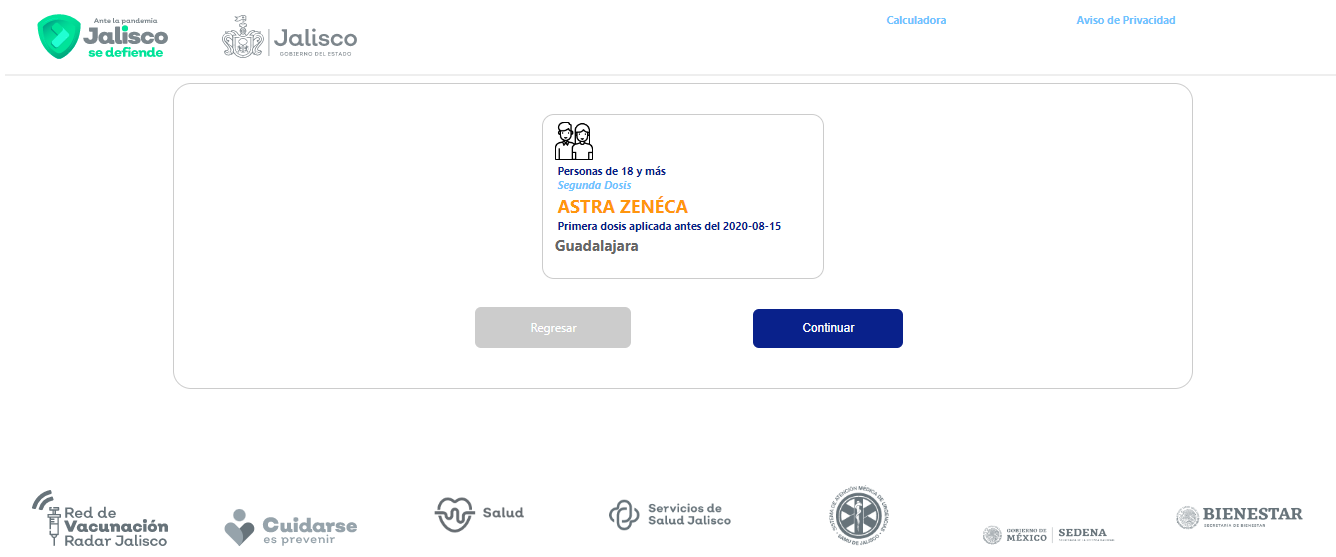 Ante la pandemia
Jalisco
se defiende
Jalisco
GOBIERNO DEL ESTADO
Calculadora
Aviso de Privacidad
Personas de 18 y más
Segunda Dosis
ASTRA ZENÉCA
Primera dosis aplicada antes del 2020-08-15
Guadalajara
Regresar
Continuar
Red de
Vacunación
Radar Jalisco
Cuidarse
es prevenir
Salud
Servicios de
Salud Jalisco
SISTEMA DE ATENCIÓN MÉDICA DE URGENCIAS
SAMU DE JALISCO
GOBIERNO DE
MÉXICO
SEDENA
BIENESTAR
SECRETARÍA DE BIENESTAR